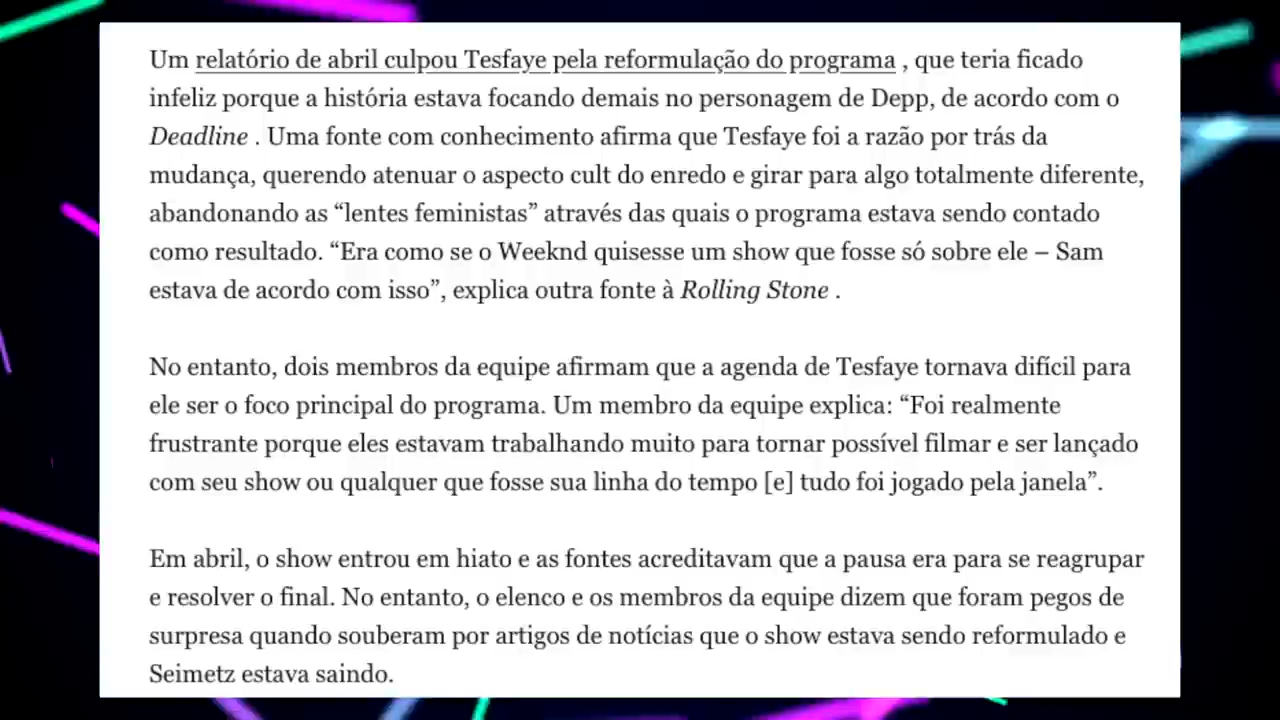 Um relatório de abril culpou Tesfaye pela reformulação do programa , que teria ficado
infeliz porque a história estava focando demais no personagem de Depp, de acordo com o
Deadline . Uma fonte com conhecimento afirma que Tesfaye foi a razão por trás da
mudança, querendo atenuar o aspecto cult do enredo e girar para algo totalmente diferente,
abandonando as “lentes feministas” através das quais o programa estava sendo contado
como resultado. “Era como se o Weeknd quisesse um show que fosse só sobre ele – Sam
estava de acordo com isso”, explica outra fonte à Rolling Stone .
No entanto, dois membros da equipe afirmam que a agenda de Tesfaye tornava difícil para
ele ser o foco principal do programa. Um membro da equipe explica: “Foi realmente
frustrante porque eles estavam trabalhando muito para tornar possível filmar e ser lançado
com seu show ou qualquer que fosse sua linha do tempo [e] tudo foi jogado pela janela”.
Em abril, o show entrou em hiato e as fontes acreditavam que a pausa era para se reagrupar
e resolver o final. No entanto, o elenco e os membros da equipe dizem que foram pegos de
surpresa quando souberam por artigos de notícias que o show estava sendo reformulado e
Seimetz estava saindo.